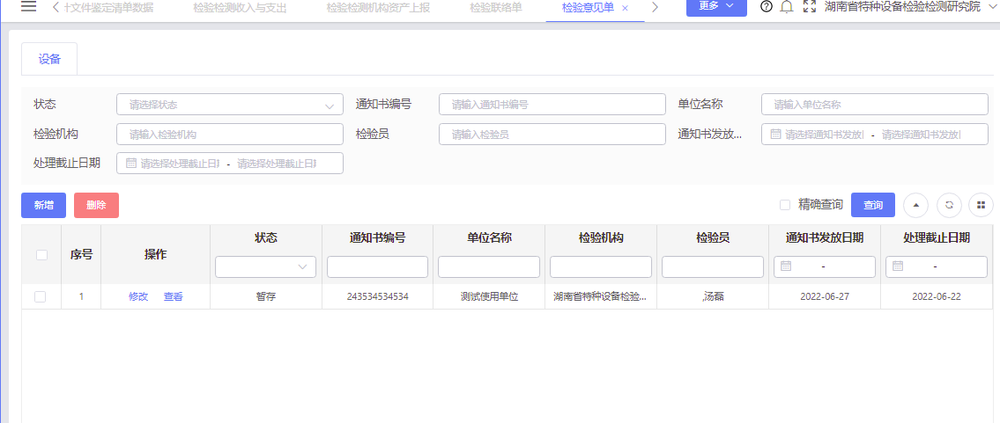 十文件鉴定清单数据 检验检测收入与支出 检验检测机构资产上报 检验联络单 检验意见单 × 更多 湖南省特种设备检验检测研究院
设备
状态 请选择状态 通知书编号 请输入通知书编号 单位名称 请输入单位名称
检验机构 请输入检验机构 检验员 请输入检验员 通知书发放... 请选择通知书发放 - 请选择通知书发放
处理截止日期 请选择处理截止日 - 请选择处理截止日期
新增 删除 精确查询 查询
序号 操作 状态 通知书编号 单位名称 检验机构 检验员 通知书发放日期 处理截止日期
- -
1 修改 查看 暂存 243534534534 测试使用单位 湖南省特种设备检验... ,汤磊 2022-06-27 2022-06-22